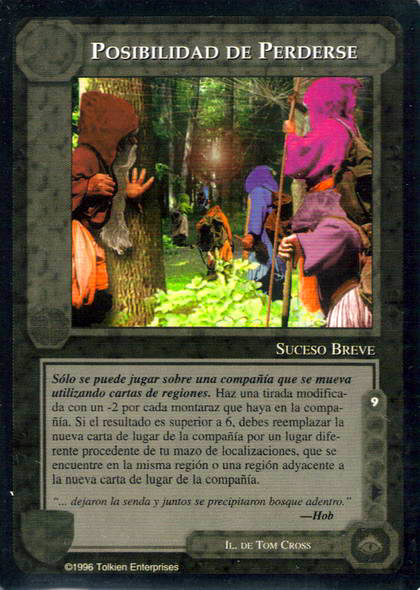 Posibilidad de Perderse
Suceso Breve
Sólo se puede jugar sobre una compañía que se mueva
utilizando cartas de regiones. Haz una tirada modifica-
da con un -2 por cada montaraz que haya en la compa-
ñía. Si el resultado es superior a 6, debes reemplazar la
nueva carta de lugar de la compañía por un lugar dife-
rente procedente de tu mazo de localizaciones, que se
encuentre en la misma región o una región adyacente a
la nueva carta de lugar de la compañía.
9
“... dejaron la senda y juntos se precipitaron bosque adentro.”
—Hob
Il. de Tom Cross
©1996 Tolkien Enterprises